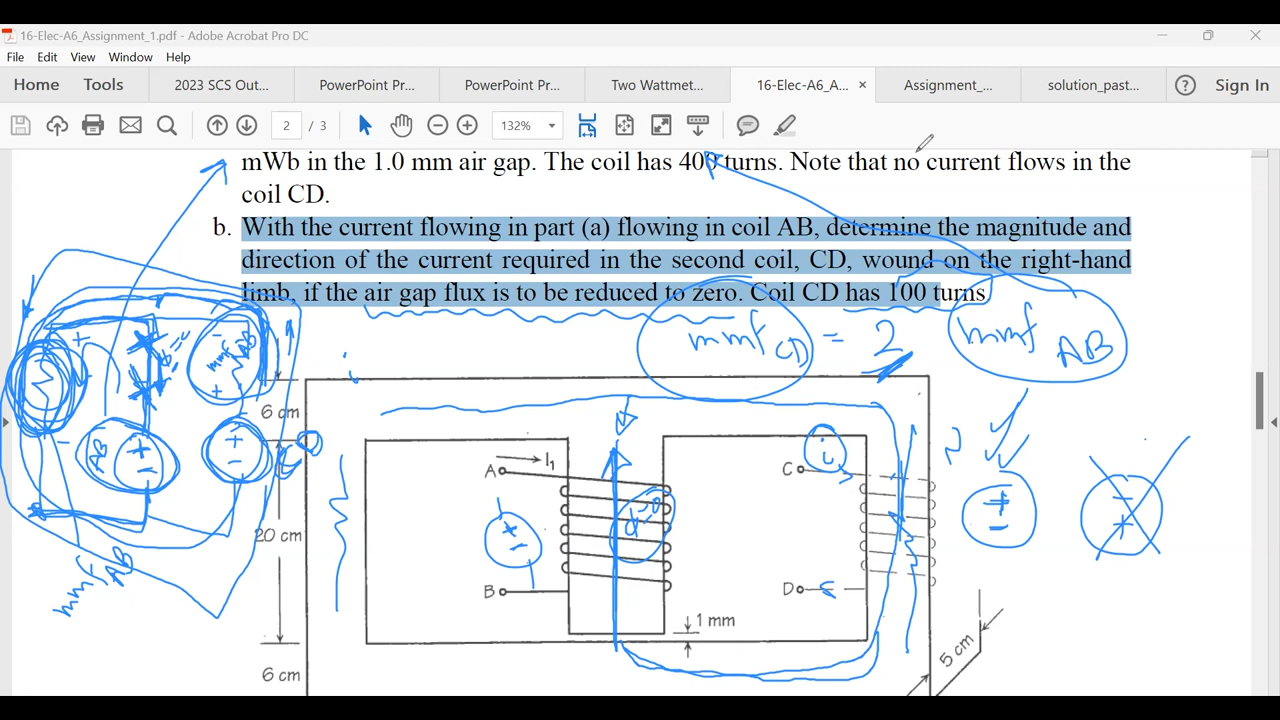 16-Elec-A6_Assignment_1.pdf - Adobe Acrobat Pro DC
File Edit View Window Help
Home Tools 2023 SCS Out... PowerPoint Pr... PowerPoint Pr... Two Wattmet... 16-Elec-A6_A... × Assignment_... solution_past... Sign In
2 / 3 132%
mWb in the 1.0 mm air gap. The coil has 400 turns. Note that no current flows in the
coil CD.
b. With the current flowing in part (a) flowing in coil AB, determine the magnitude and
direction of the current required in the second coil, CD, wound on the right-hand
limb, if the air gap flux is to be reduced to zero. Coil CD has 100 turns
mmf CD = 2 mmf AB
mmf AB
i
6 cm
A I1
C i
AB
20 cm
B
D
mmf AB
1 mm
5 cm
6 cm